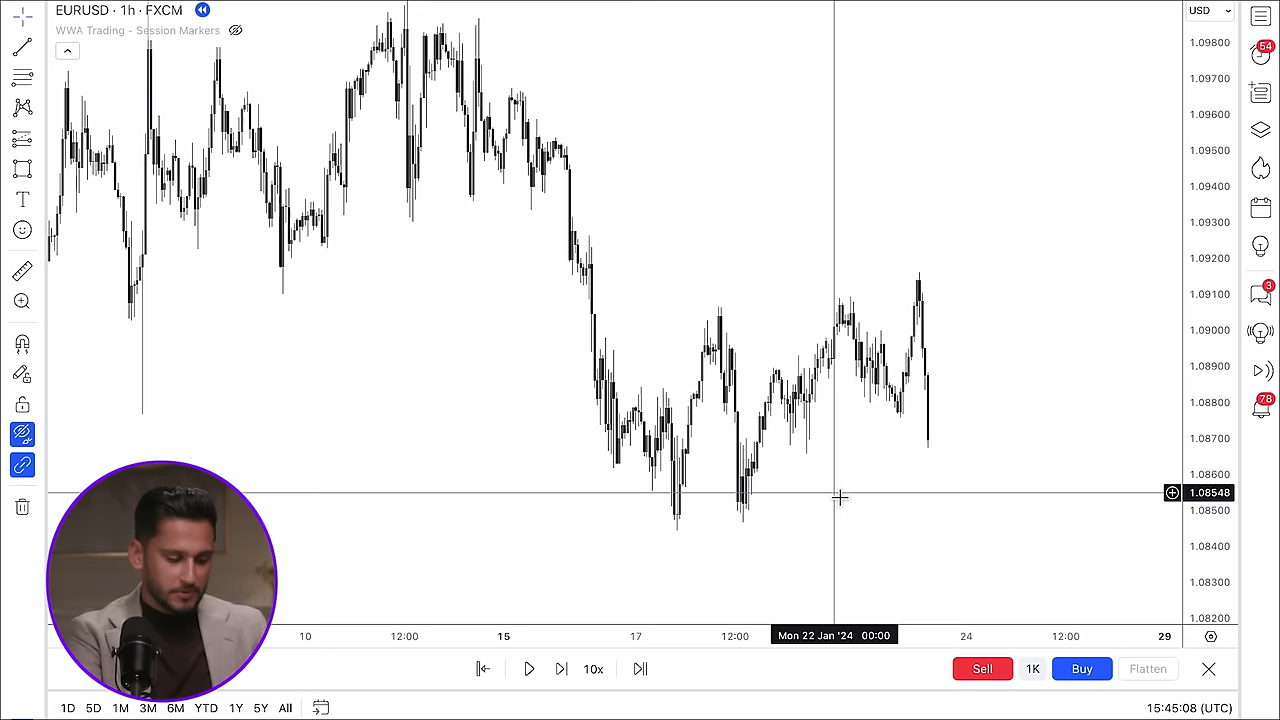 EURUSD · 1h · FXCM
WWA Trading - Session Markers
USD
1.09800
1.09700
1.09600
1.09500
1.09400
1.09300
1.09200
1.09100
1.09000
1.08900
1.08800
1.08700
1.08600
1.08548
1.08500
1.08400
1.08300
1.08200
54
3
78
10
12:00
15
17
12:00
Mon 22 Jan '24 00:00
24
12:00
29
10x
Sell
1K
Buy
Flatten
1D 5D 1M 3M 6M YTD 1Y 5Y All
15:45:08 (UTC)